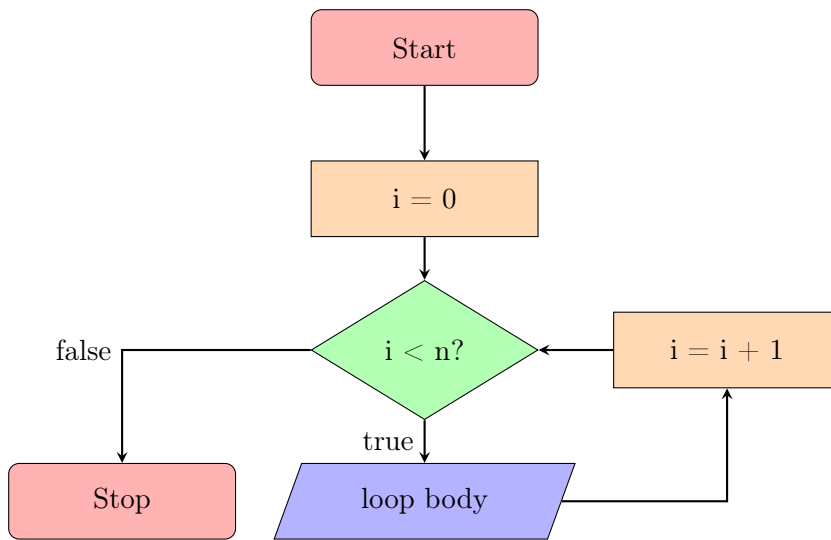 Start
i = 0
i < n?
i = i + 1
false
true
Stop
loop body